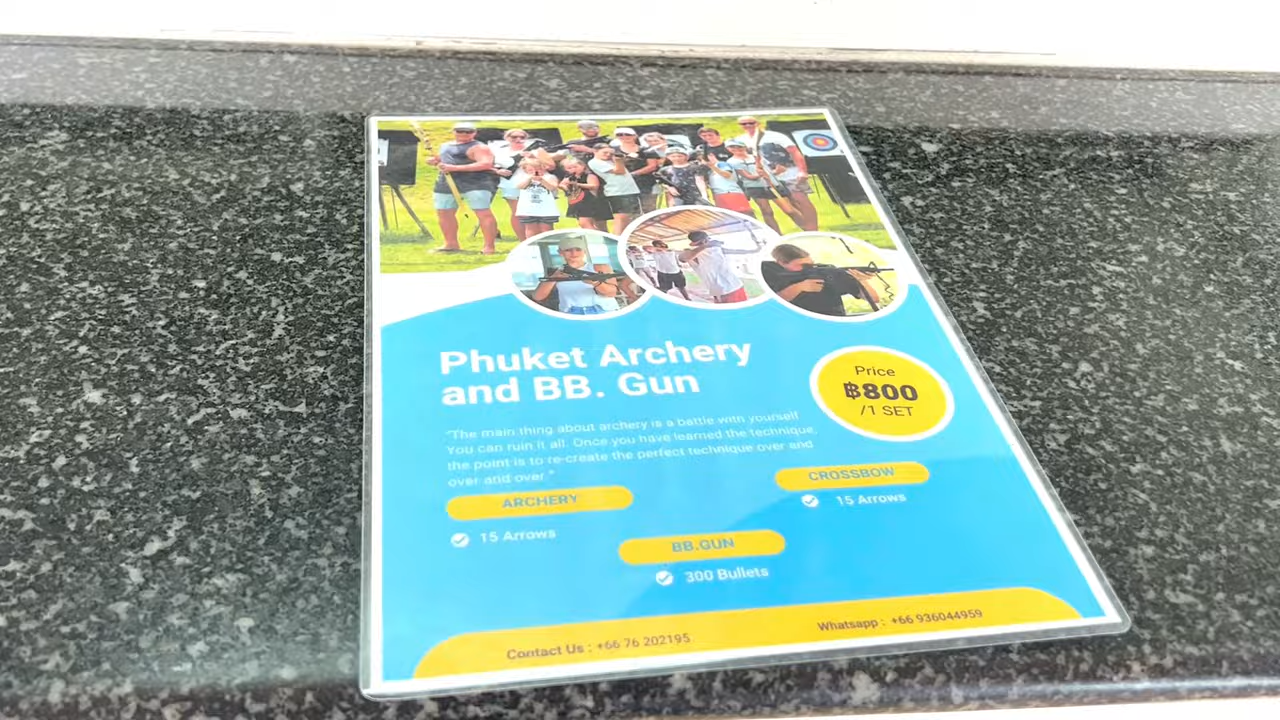 Phuket Archery
and BB. Gun
Price
฿800
/1 SET
"The main thing about archery is a battle with yourself
You can ruin it all. Once you have learned the technique,
the point is to re-create the perfect technique over and
over and over."
ARCHERY
15 Arrows
CROSSBOW
15 Arrows
BB.GUN
300 Bullets
Contact Us : +66 76 202195
Whatsapp : +66 936044959